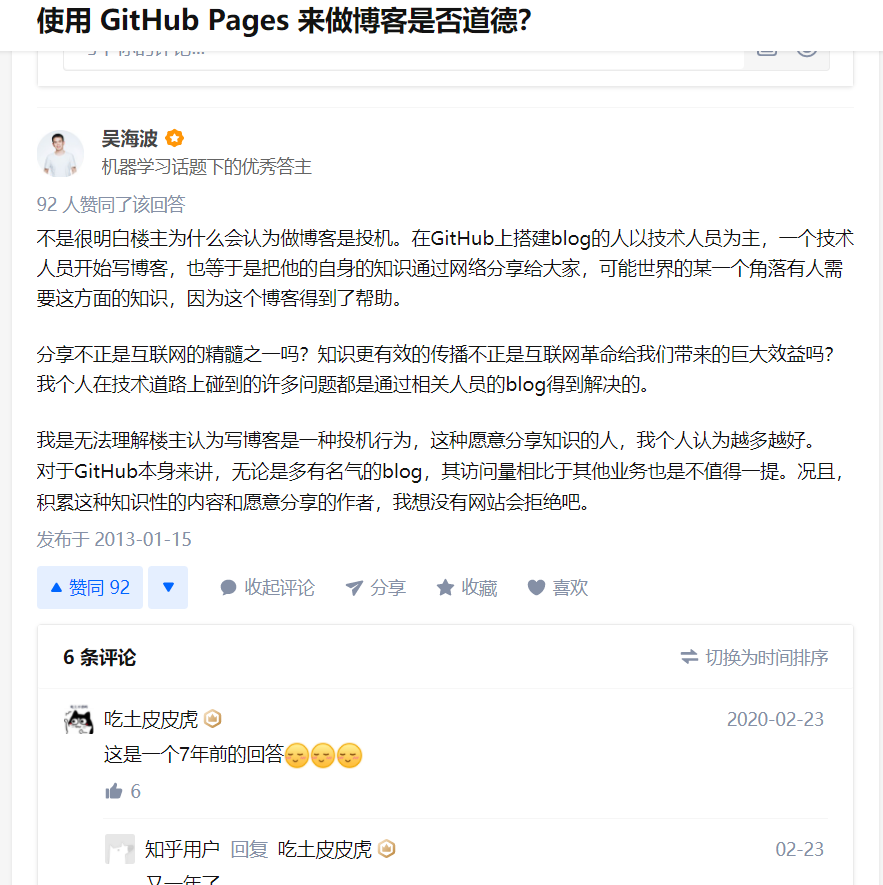 使用 GitHub Pages 来做博客是否道德？
吴海波
机器学习话题下的优秀答主
92 人赞同了该回答
不是很明白楼主为什么会认为做博客是投机。在GitHub上搭建blog的人以技术人员为主，一个技术
人员开始写博客，也等于是把他的自身的知识通过网络分享给大家，可能世界的某一个角落有人需
要这方面的知识，因为这个博客得到了帮助。
分享不正是互联网的精髓之一吗？知识更有效的传播不正是互联网革命给我们带来的巨大效益吗？
我个人在技术道路上碰到的许多问题都是通过相关人员的blog得到解决的。
我是无法理解楼主认为写博客是一种投机行为，这种愿意分享知识的人，我个人认为越多越好。
对于GitHub本身来讲，无论是多有名气的blog，其访问量相比于其他业务也是不值得一提。况且，
积累这种知识性的内容和愿意分享的作者，我想没有网站会拒绝吧。
发布于 2013-01-15
赞同 92 收起评论 分享 收藏 喜欢
6 条评论 切换为时间排序
吃土皮皮虎 2020-02-23
这是一个7年前的回答😌😌😌
6
知乎用户 回复 吃土皮皮虎 02-23
又一年了